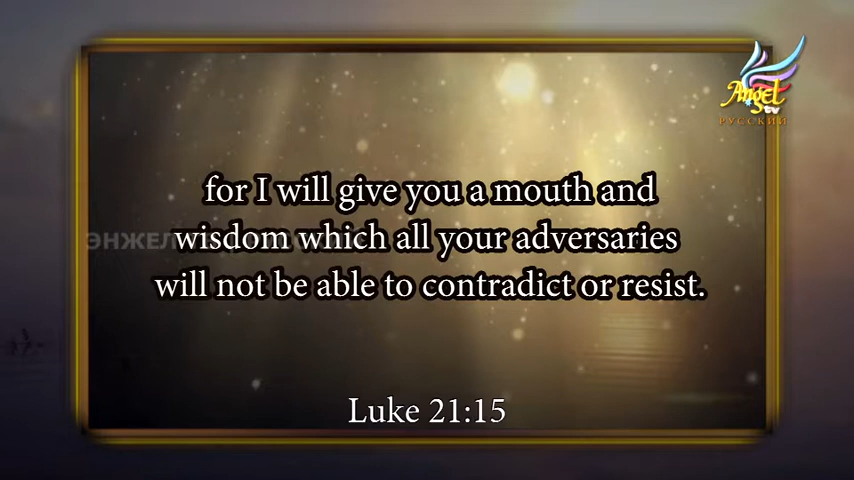 Angel
tv
РУССКИЙ
for I will give you a mouth and
wisdom which all your adversaries
will not be able to contradict or resist.
Luke 21:15